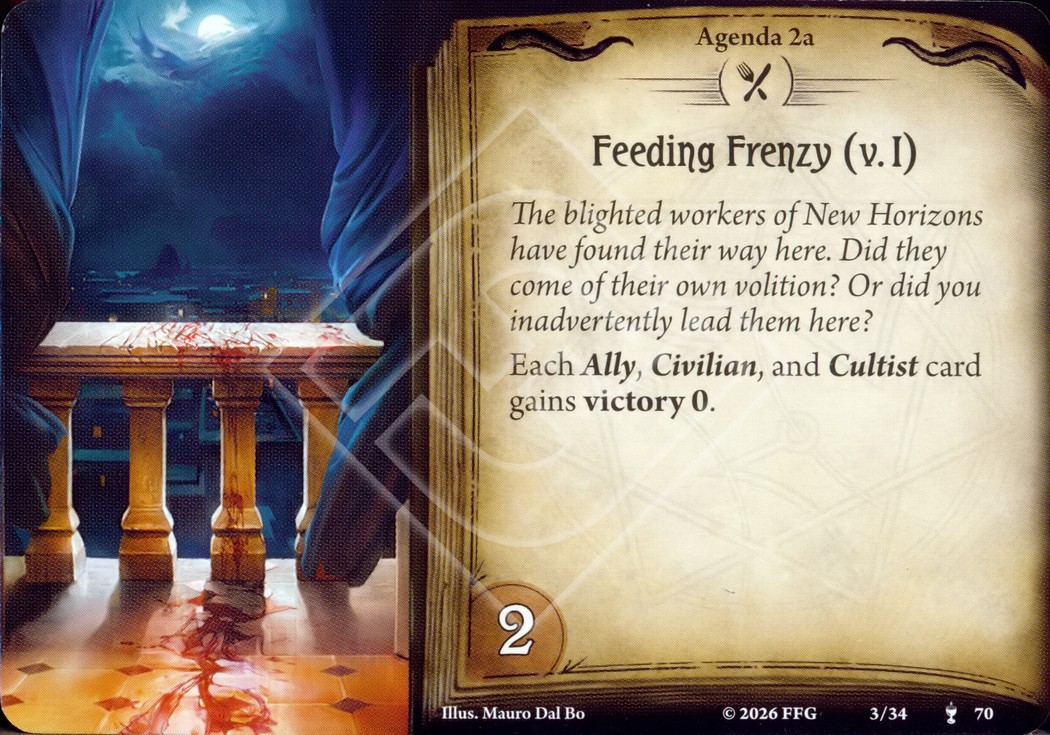 Agenda 2a
Feeding Frenzy (v. I)
The blighted workers of New Horizons
have found their way here. Did they
come of their own volition? Or did you
inadvertently lead them here?
Each Ally, Civilian, and Cultist card
gains victory 0.
2
Illus. Mauro Dal Bo
© 2026 FFG
3/34
70